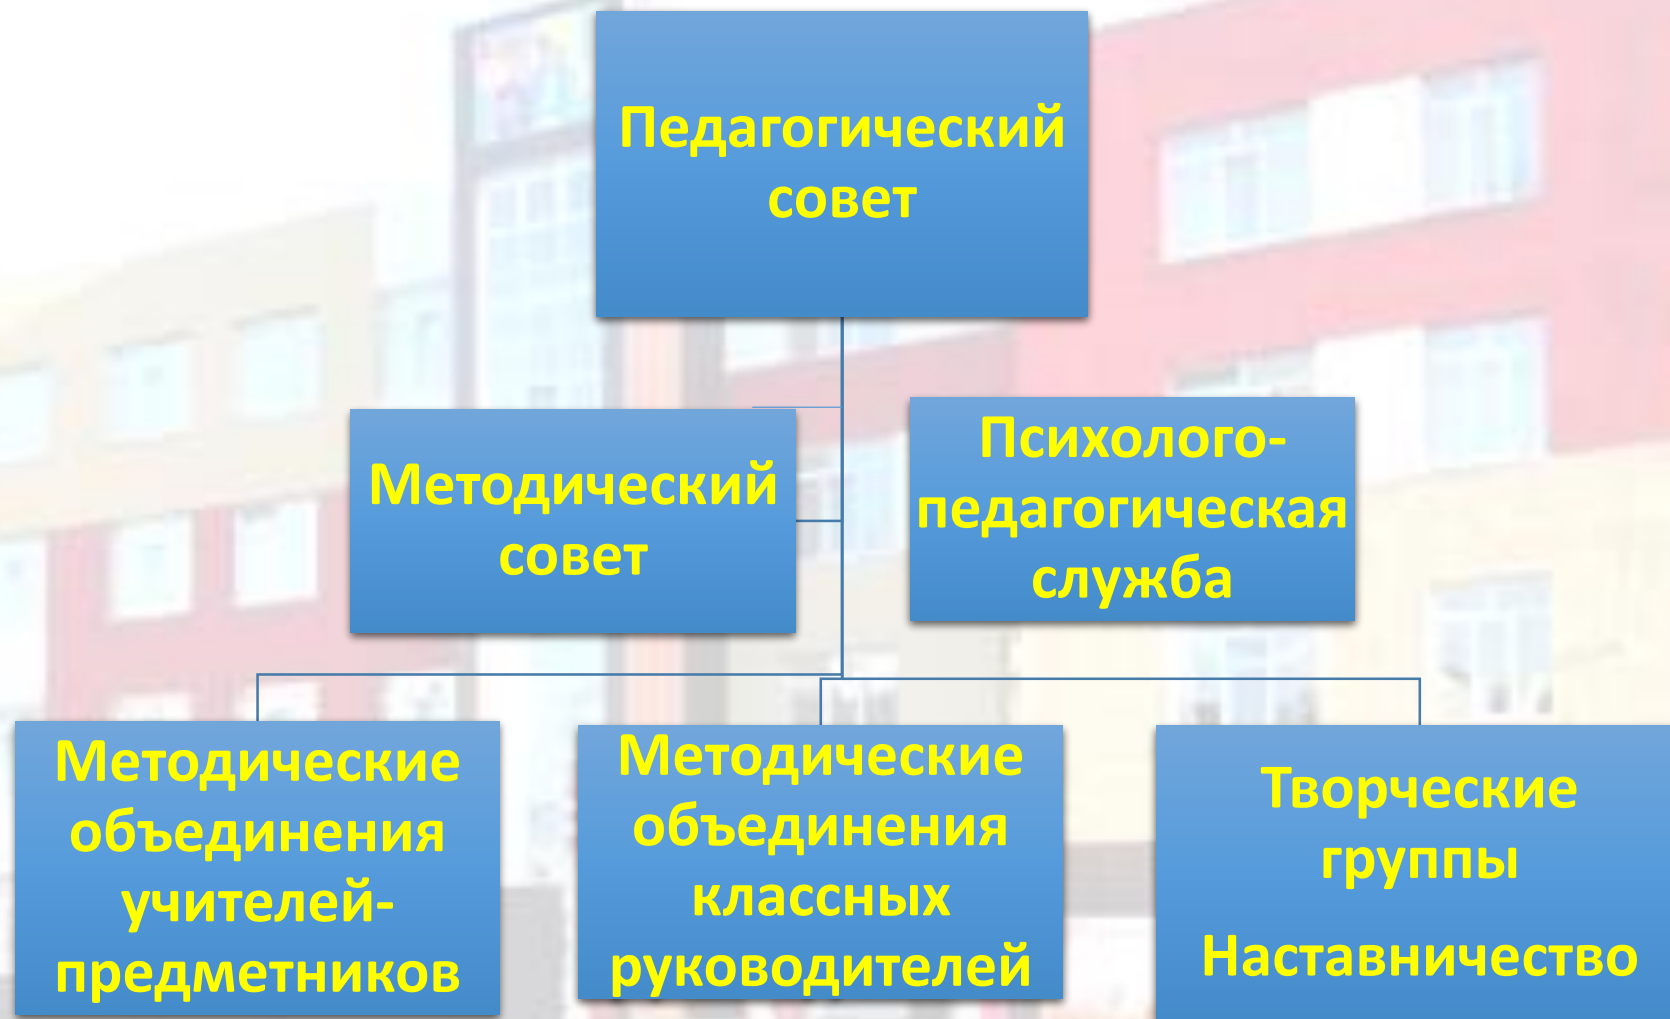 Педагогический
совет
Методический
совет
Психолого-
педагогическая
служба
Методические
объединения
учителей-
предметников
Методические
объединения
классных
руководителей
Творческие
группы
Наставничество